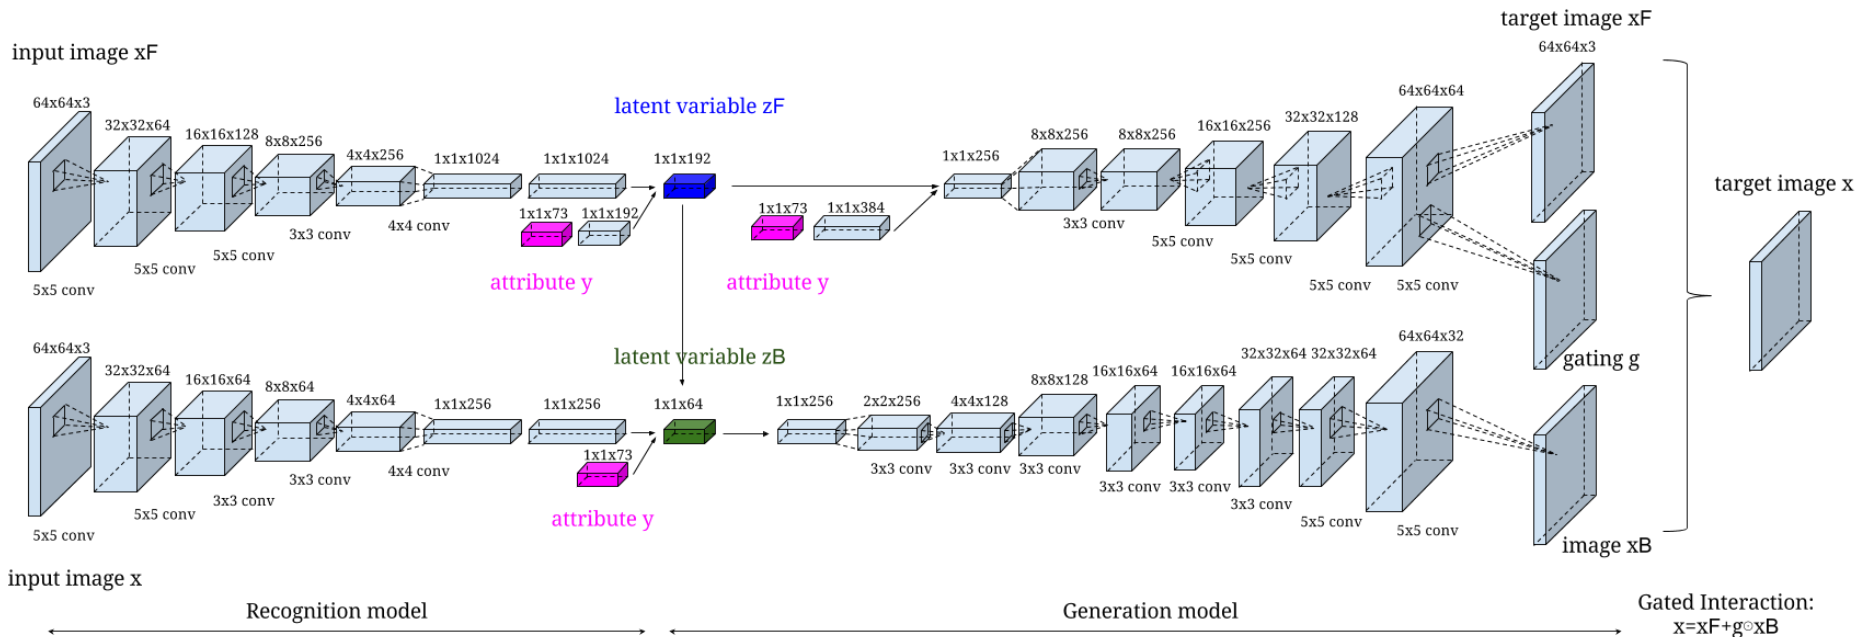 target image xF
input image xF
64x64x3
64x64x3
32x32x64
16x16x128
8x8x256
4x4x256
1x1x1024
1x1x1024
latent variable zF
1x1x192
1x1x256
8x8x256
8x8x256
16x16x256
32x32x128
64x64x64
1x1x73
1x1x192
1x1x73
1x1x384
target image x
5x5 conv
5x5 conv
5x5 conv
3x3 conv
4x4 conv
attribute y
attribute y
3x3 conv
5x5 conv
5x5 conv
5x5 conv
5x5 conv
gating g
64x64x3
32x32x64
16x16x64
8x8x64
4x4x64
1x1x256
1x1x256
latent variable zB
1x1x64
1x1x256
2x2x256
4x4x128
8x8x128
16x16x64
16x16x64
32x32x64
32x32x64
64x64x32
1x1x73
5x5 conv
5x5 conv
3x3 conv
3x3 conv
4x4 conv
attribute y
3x3 conv
3x3 conv
3x3 conv
3x3 conv
3x3 conv
3x3 conv
5x5 conv
5x5 conv
image xB
input image x
Recognition model
Generation model
Gated Interaction:
x=xF+g⊙xB